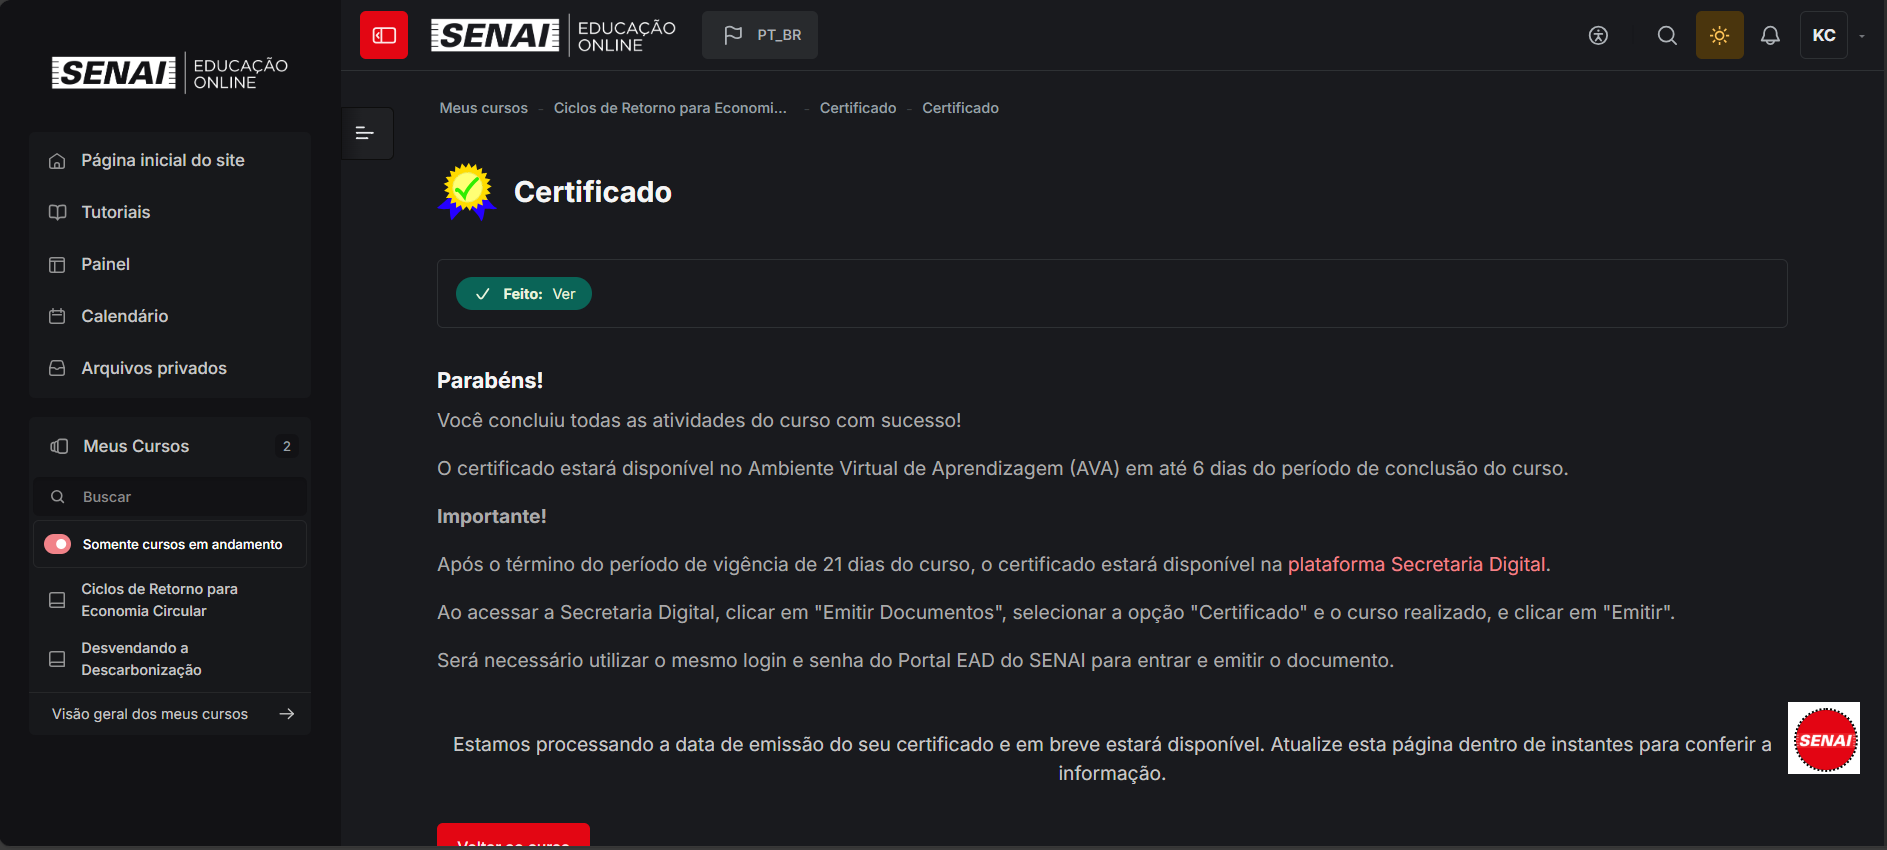 SENAI EDUCAÇÃO
ONLINE
Página inicial do site
Tutoriais
Painel
Calendário
Arquivos privados
Meus Cursos 2
Buscar
Somente cursos em andamento
Ciclos de Retorno para
Economia Circular
Desvendando a
Descarbonização
Visão geral dos meus cursos
SENAI EDUCAÇÃO
ONLINE
PT_BR
KC
Meus cursos - Ciclos de Retorno para Economi... - Certificado - Certificado
Certificado
Feito: Ver
Parabéns!
Você concluiu todas as atividades do curso com sucesso!
O certificado estará disponível no Ambiente Virtual de Aprendizagem (AVA) em até 6 dias do período de conclusão do curso.
Importante!
Após o término do período de vigência de 21 dias do curso, o certificado estará disponível na plataforma Secretaria Digital.
Ao acessar a Secretaria Digital, clicar em "Emitir Documentos", selecionar a opção "Certificado" e o curso realizado, e clicar em "Emitir".
Será necessário utilizar o mesmo login e senha do Portal EAD do SENAI para entrar e emitir o documento.
Estamos processando a data de emissão do seu certificado e em breve estará disponível. Atualize esta página dentro de instantes para conferir a
informação.
SENAI
Voltar ao curso